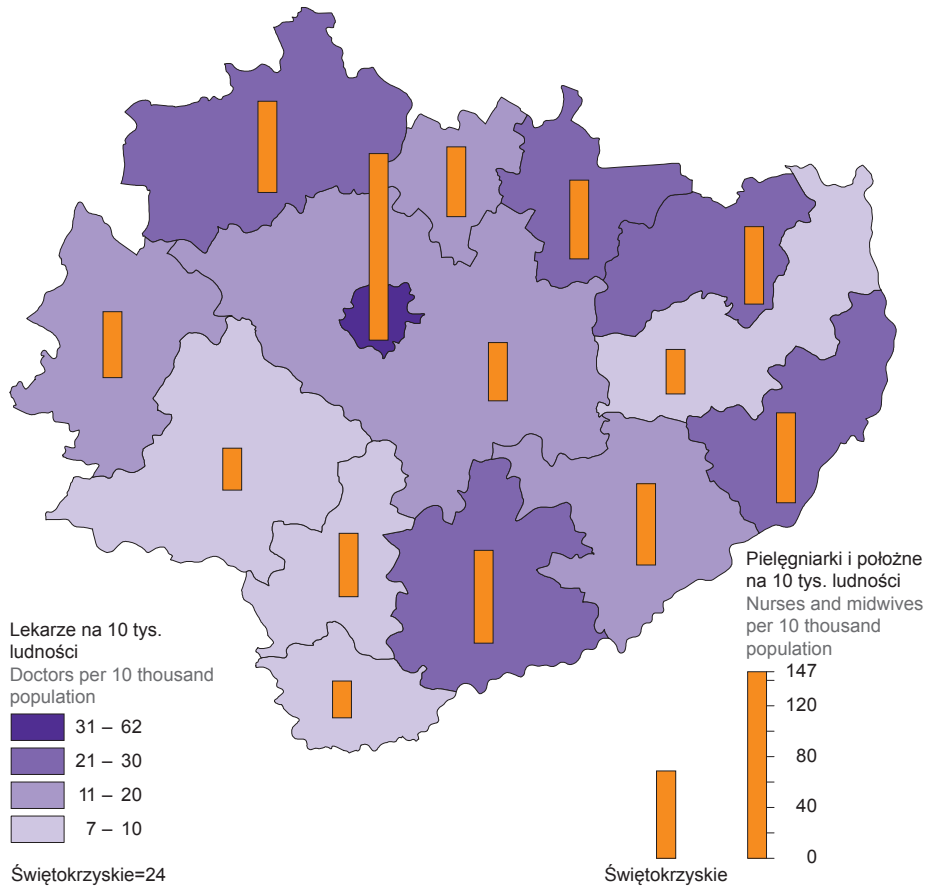 Lekarze na 10 tys.
ludności
Doctors per 10 thousand
population
31 – 62
21 – 30
11 – 20
7 – 10
Świętokrzyskie=24
Pielęgniarki i położne
na 10 tys. ludności
Nurses and midwives
per 10 thousand
population
147
120
80
40
0
Świętokrzyskie